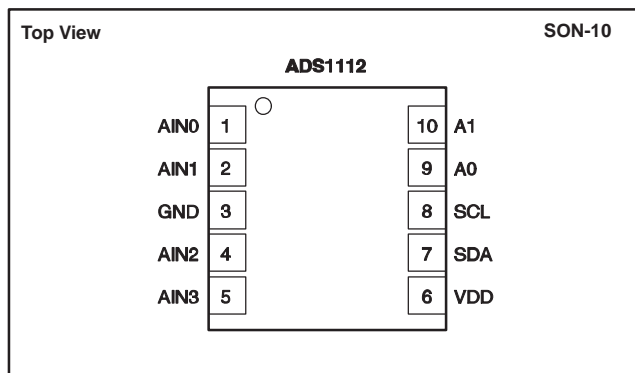 Top View SON-10
ADS1112
AIN0 1 10 A1
AIN1 2 9 A0
GND 3 8 SCL
AIN2 4 7 SDA
AIN3 5 6 VDD